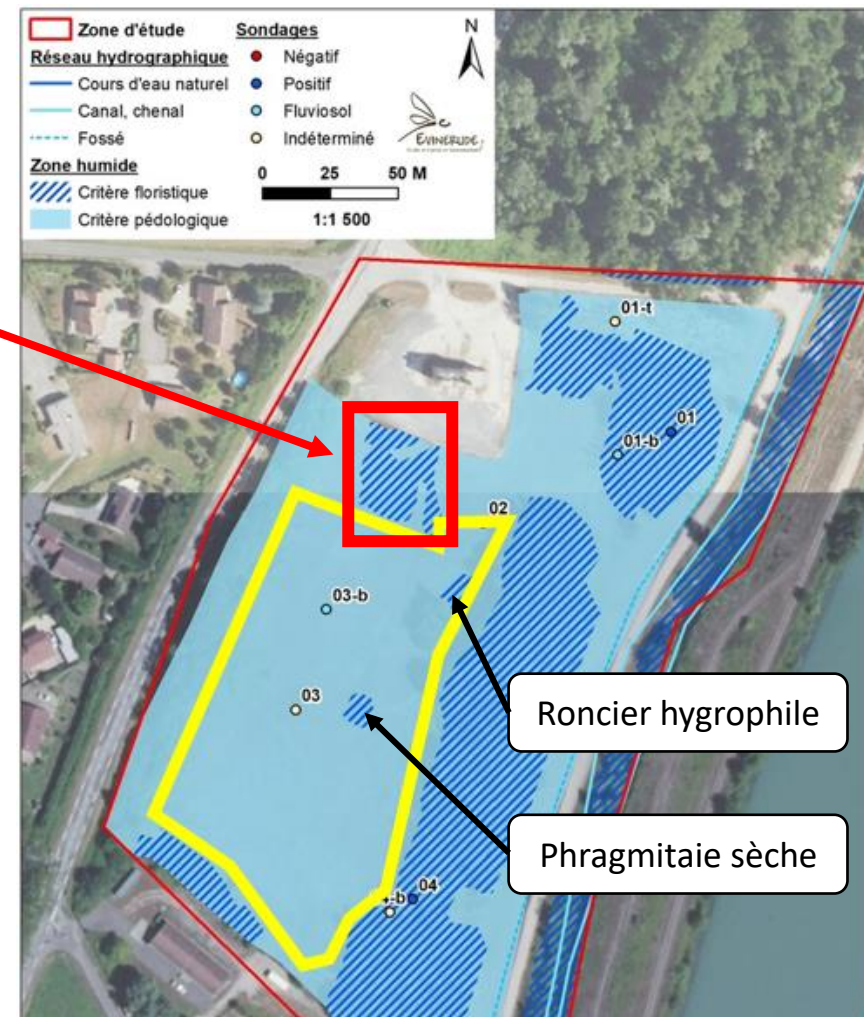 Zone d'étude
Réseau hydrographique
Cours d'eau naturel
Canal, chenal
Fossé
Zone humide
Critère floristique
Critère pédologique
Sondages
Négatif
Positif
Fluviosol
Indéterminé
N
EVINERUDE
0 25 50 M
1:1 500
01-t
01
01-b
02
03-b
03
Roncier hygrophile
Phragmitaie sèche
04
-b